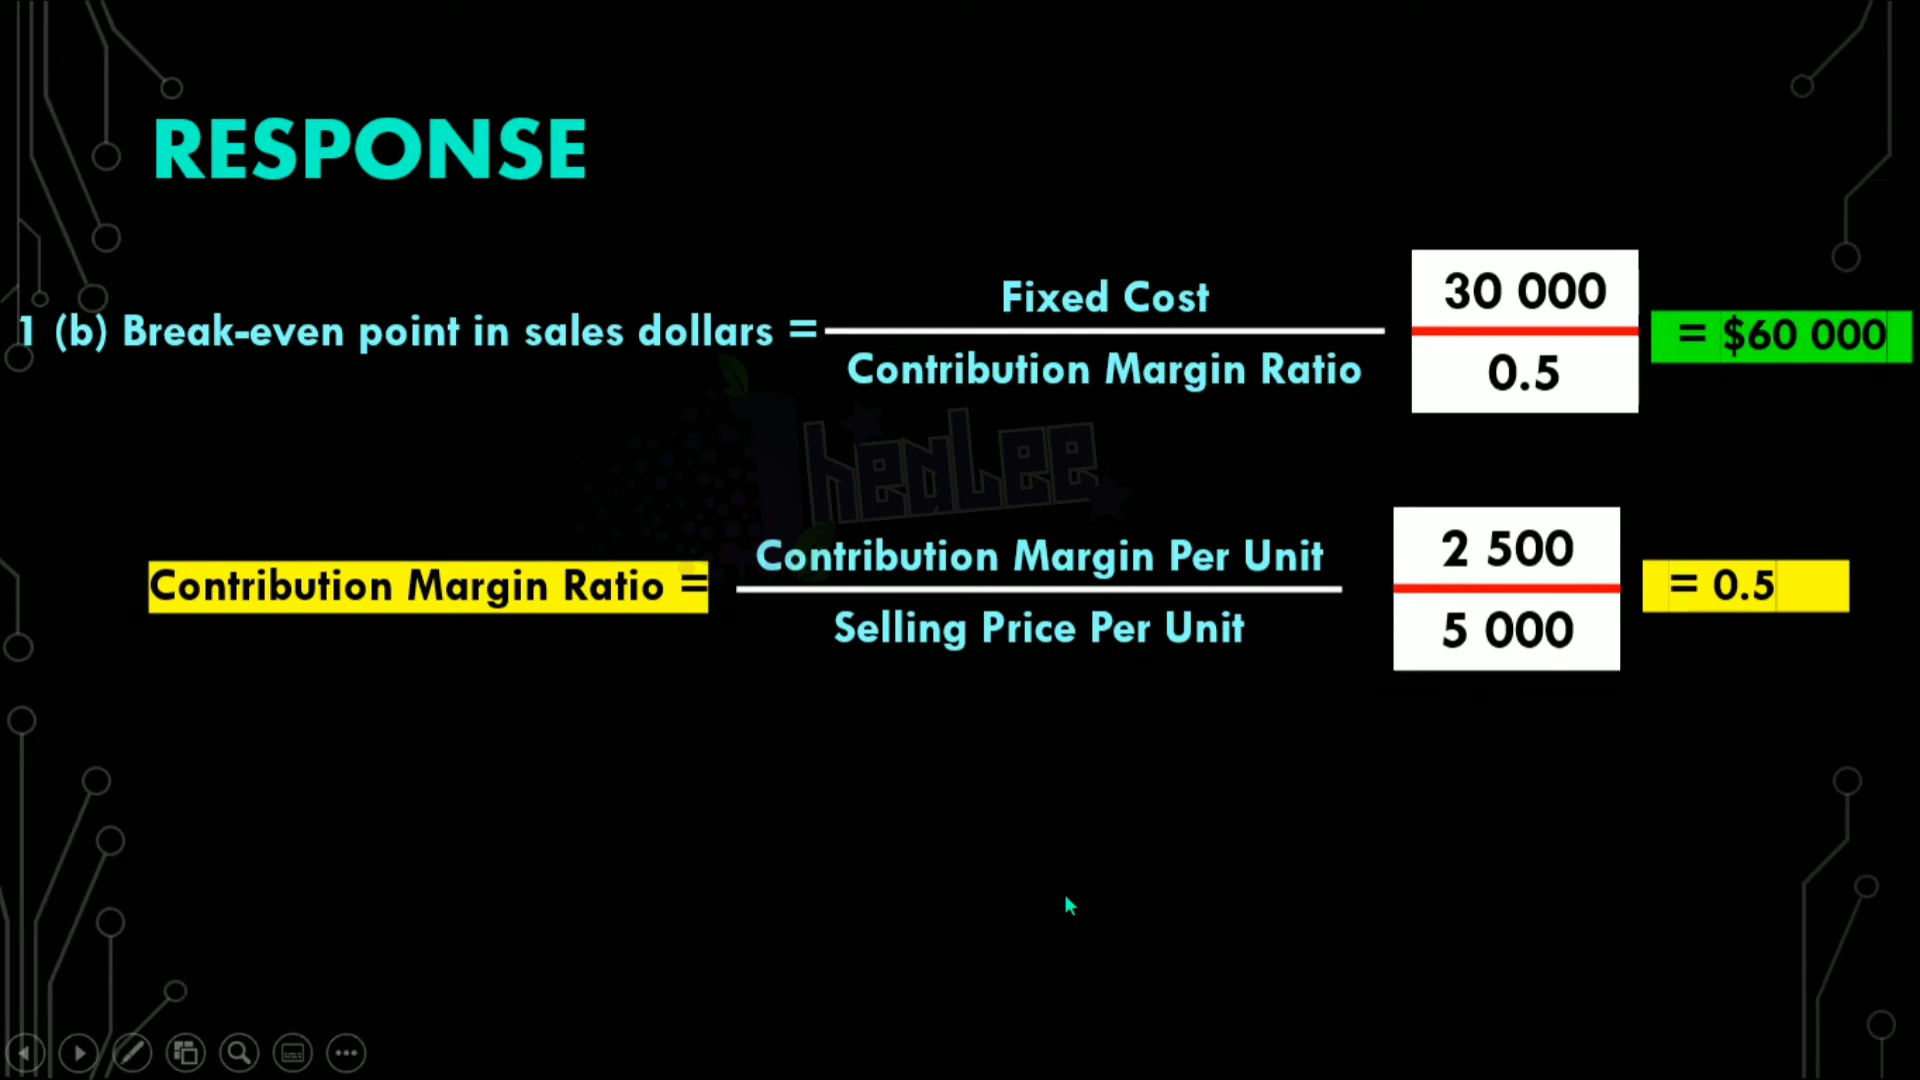 RESPONSE
1 (b) Break-even point in sales dollars =
Fixed Cost
Contribution Margin Ratio
30 000
0.5
= $60 000
TheaLee
Contribution Margin Ratio =
Contribution Margin Per Unit
Selling Price Per Unit
2 500
5 000
= 0.5